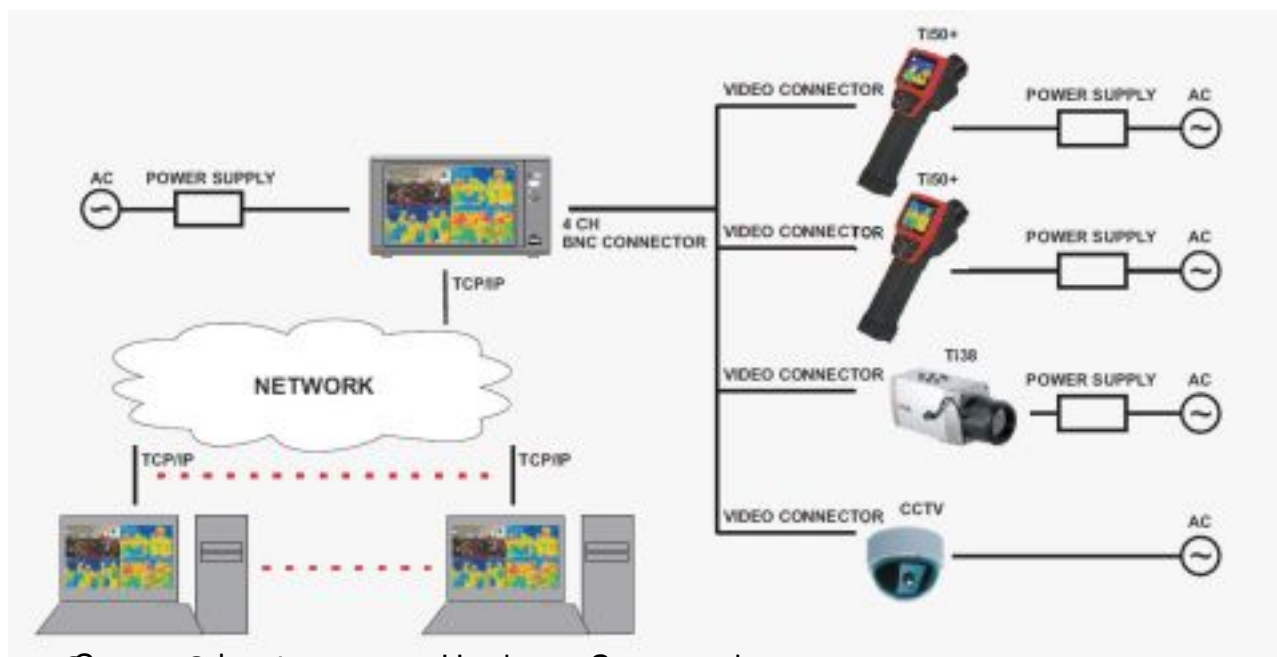 Ti50+
VIDEO CONNECTOR
POWER SUPPLY
AC
AC
POWER SUPPLY
Ti50+
4 CH
BNC CONNECTOR
VIDEO CONNECTOR
POWER SUPPLY
AC
TCP/IP
NETWORK
Ti38
VIDEO CONNECTOR
POWER SUPPLY
AC
TCP/IP
TCP/IP
VIDEO CONNECTOR
CCTV
AC